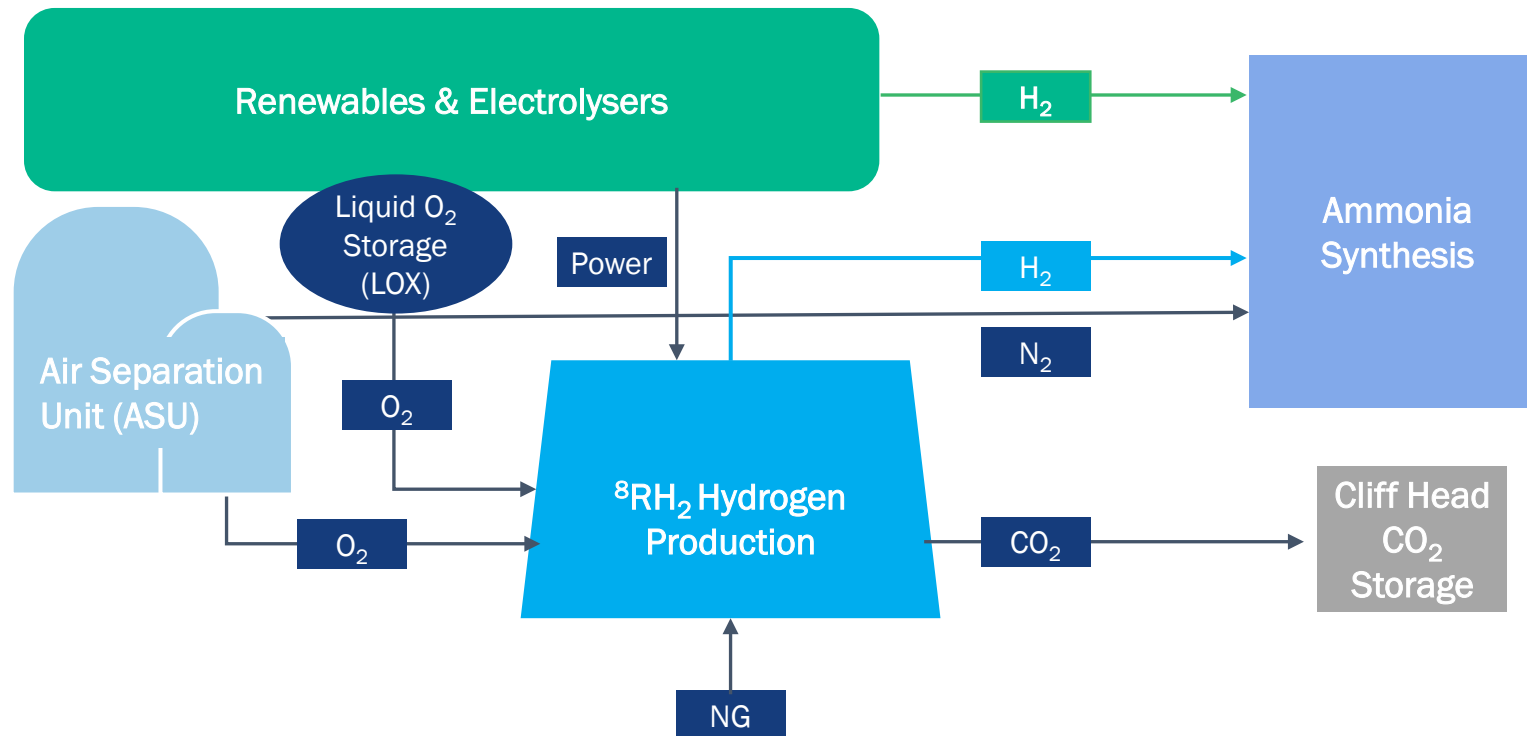 Renewables & Electrolysers
H₂
Liquid O₂
Storage
(LOX)
Power
H₂
Ammonia
Synthesis
N₂
Air Separation
Unit (ASU)
O₂
⁸RH₂ Hydrogen
Production
O₂
CO₂
Cliff Head
CO₂
Storage
NG